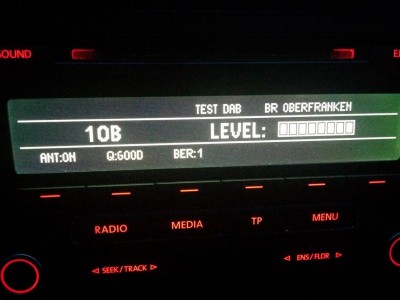 SOUND
TEST DAB BR OBERFRANKEN
10B LEVEL:
ANT:ON Q:GOOD BER:1
RADIO MEDIA TP MENU
SEEK/TRACK ENS/FLDR